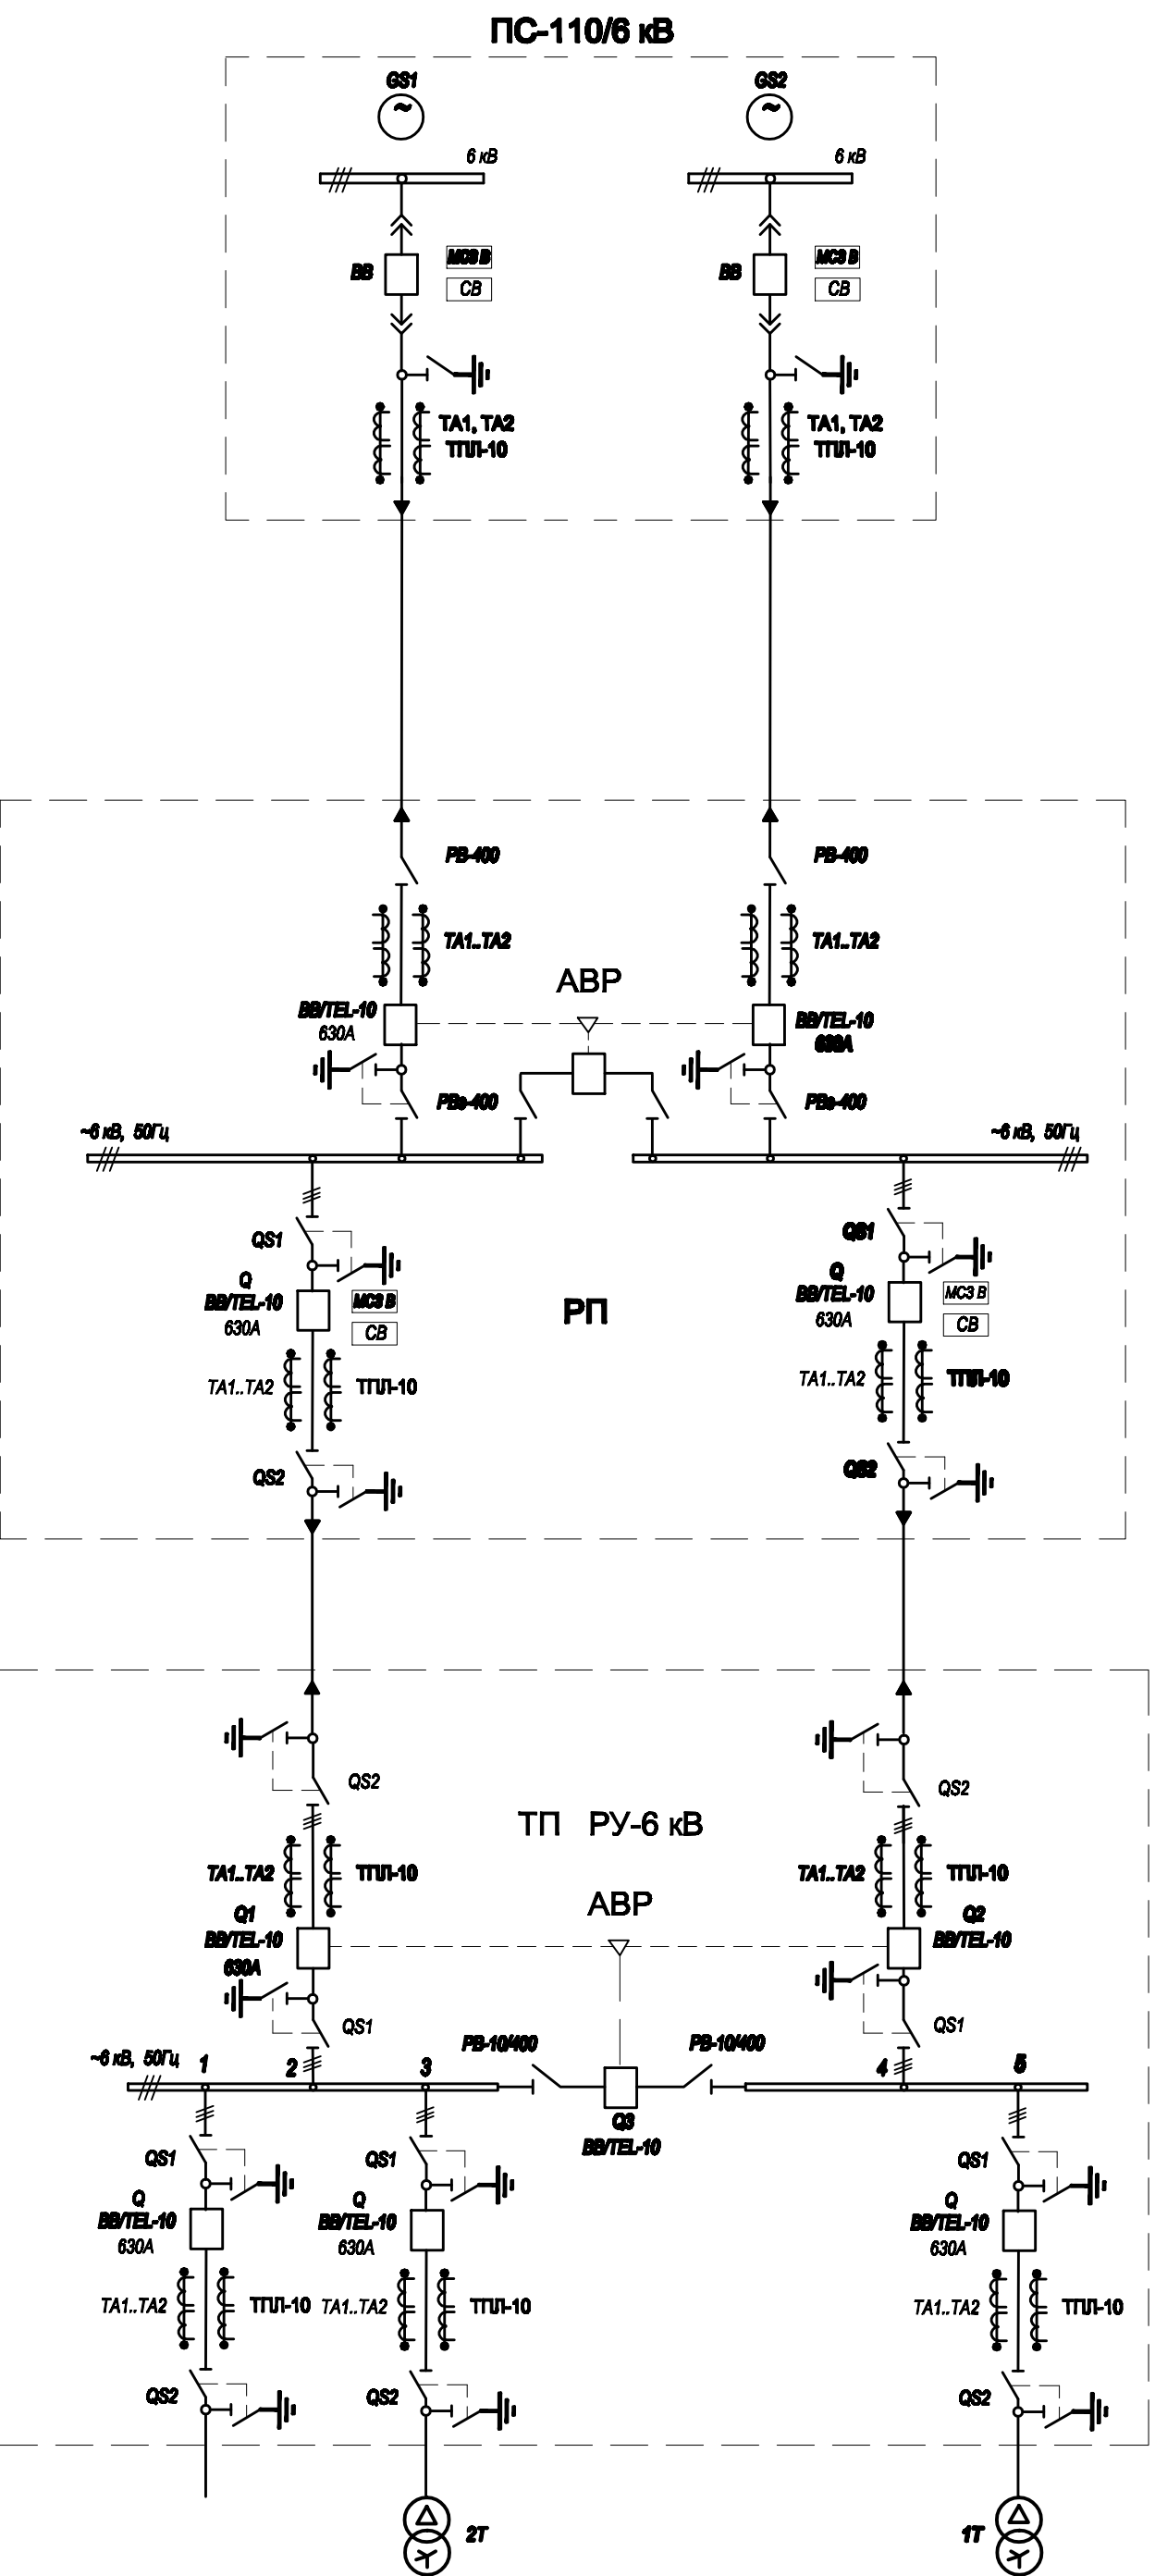 ПС-110/6 кВ
GS1
GS2
6 кВ
6 кВ
ВВ
МСЗ В
СВ
ВВ
МСЗ В
СВ
ТА1, ТА2
ТПЛ-10
ТА1, ТА2
ТПЛ-10
РВ-400
РВ-400
ТА1..ТА2
ТА1..ТА2
АВР
ВВ/TEL-10
630А
ВВ/TEL-10
630А
РВз-400
РВз-400
~6 кВ, 50Гц
~6 кВ, 50Гц
QS1
QS1
Q
ВВ/TEL-10
630А
МСЗ В
СВ
РП
Q
ВВ/TEL-10
630А
МСЗ В
СВ
ТА1..ТА2
ТПЛ-10
ТА1..ТА2
ТПЛ-10
QS2
QS2
QS2
QS2
ТП РУ-6 кВ
ТА1..ТА2
ТПЛ-10
ТА1..ТА2
ТПЛ-10
АВР
Q1
ВВ/TEL-10
630А
Q2
ВВ/TEL-10
QS1
QS1
РВ-10/400
РВ-10/400
~6 кВ, 50Гц
1
2
3
4
5
Q3
ВВ/TEL-10
QS1
QS1
QS1
Q
ВВ/TEL-10
630А
Q
ВВ/TEL-10
630А
Q
ВВ/TEL-10
630А
ТА1..ТА2
ТПЛ-10
ТА1..ТА2
ТПЛ-10
ТА1..ТА2
ТПЛ-10
QS2
QS2
QS2
2Т
1Т